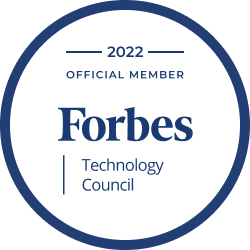 2022
OFFICIAL MEMBER
Forbes
Technology
Council